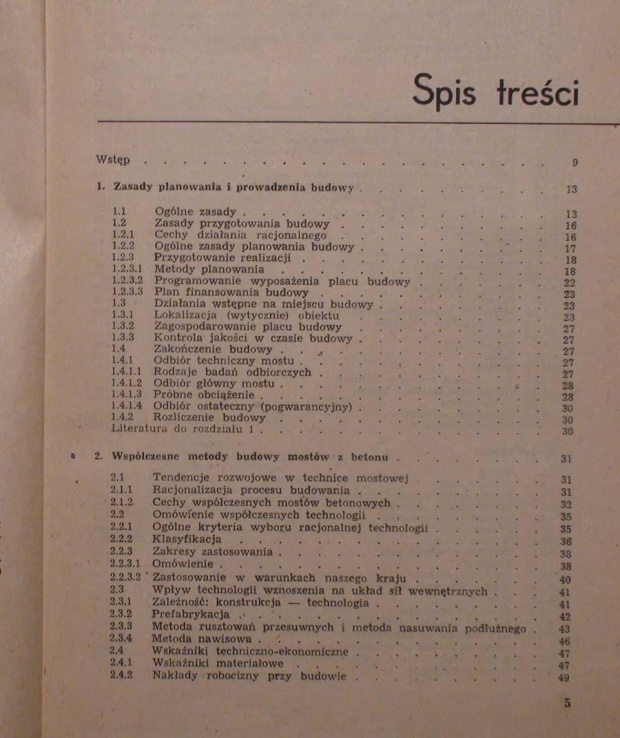 Spis treści
Wstęp . . . . . . . . . . . . . . . . . . . . . 9
1. Zasady planowania i prowadzenia budowy . . . . . . . . . . 13
1.1 Ogólne zasady . . . . . . . . . . . . . . . . 13
1.2 Zasady przygotowania budowy . . . . . . . . . . . . 16
1.2.1 Cechy działania racjonalnego . . . . . . . . . . . . 16
1.2.2 Ogólne zasady planowania budowy . . . . . . . . . . 17
1.2.3 Przygotowanie realizacji . . . . . . . . . . . . . 18
1.2.3.1 Metody planowania . . . . . . . . . . . . . . 18
1.2.3.2 Programowanie wyposażenia placu budowy . . . . . . . 22
1.2.3.3 Plan finansowania budowy . . . . . . . . . . . . 23
1.3 Działania wstępne na miejscu budowy . . . . . . . . . 23
1.3.1 Lokalizacja (wytycznie) obiektu . . . . . . . . . . 23
1.3.2 Zagospodarowanie placu budowy . . . . . . . . . . 27
1.3.3 Kontrola jakości w czasie budowy . . . . . . . . . . 27
1.4 Zakończenie budowy . . . . . . . . . . . . . . 27
1.4.1 Odbiór techniczny mostu . . . . . . . . . . . . . 27
1.4.1.1 Rodzaje badań odbiorczych . . . . . . . . . . . . 27
1.4.1.2 Odbiór główny mostu . . . . . . . . . . . . . . 28
1.4.1.3 Próbne obciążenie . . . . . . . . . . . . . . . 28
1.4.1.4 Odbiór ostateczny (pogwarancyjny) . . . . . . . . . . 30
1.4.2 Rozliczenie budowy . . . . . . . . . . . . . . 30
Literatura do rozdziału 1 . . . . . . . . . . . . . . . 30
2. Współczesne metody budowy mostów z betonu . . . . . . . . 31
2.1 Tendencje rozwojowe w technice mostowej . . . . . . . 31
2.1.1 Racjonalizacja procesu budowania . . . . . . . . . . 31
2.1.2 Cechy współczesnych mostów betonowych . . . . . . . . 32
2.2 Omówienie współczesnych technologii . . . . . . . . . 35
2.2.1 Ogólne kryteria wyboru racjonalnej technologii . . . . . . 35
2.2.2 Klasyfikacja . . . . . . . . . . . . . . . . 36
2.2.3 Zakresy zastosowania . . . . . . . . . . . . . . 38
2.2.3.1 Omówienie . . . . . . . . . . . . . . . . . 38
2.2.3.2 Zastosowanie w warunkach naszego kraju . . . . . . . . 40
2.3 Wpływ technologii wznoszenia na układ sił wewnętrznych . . . 41
2.3.1 Zależność: konstrukcja — technologia . . . . . . . . . 41
2.3.2 Prefabrykacja . . . . . . . . . . . . . . . . 42
2.3.3 Metoda rusztowań przesuwnych i metoda nasuwania podłużnego . 43
2.3.4 Metoda nawisowa . . . . . . . . . . . . . . . 46
2.4 Wskaźniki techniczno-ekonomiczne . . . . . . . . . . 47
2.4.1 Wskaźniki materiałowe . . . . . . . . . . . . . 47
2.4.2 Nakłady robocizny przy budowie . . . . . . . . . . 49
5